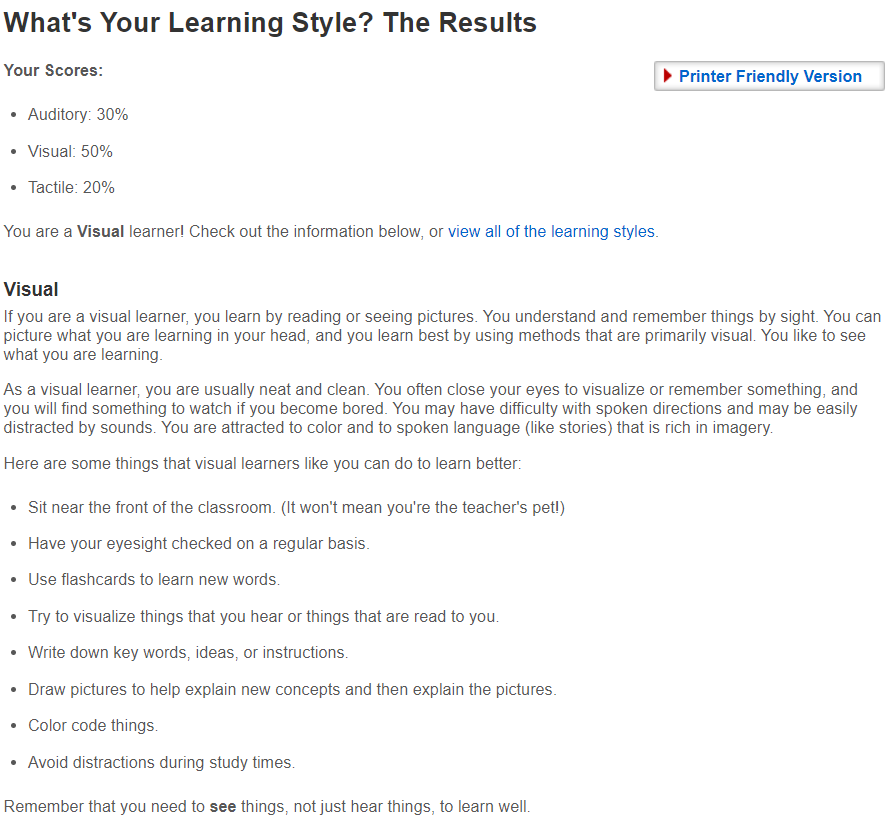 What's Your Learning Style? The Results
Your Scores:
Printer Friendly Version
• Auditory: 30%
• Visual: 50%
• Tactile: 20%
You are a Visual learner! Check out the information below, or view all of the learning styles.
Visual
If you are a visual learner, you learn by reading or seeing pictures. You understand and remember things by sight. You can
picture what you are learning in your head, and you learn best by using methods that are primarily visual. You like to see
what you are learning.
As a visual learner, you are usually neat and clean. You often close your eyes to visualize or remember something, and
you will find something to watch if you become bored. You may have difficulty with spoken directions and may be easily
distracted by sounds. You are attracted to color and to spoken language (like stories) that is rich in imagery.
Here are some things that visual learners like you can do to learn better:
• Sit near the front of the classroom. (It won't mean you're the teacher's pet!)
• Have your eyesight checked on a regular basis.
• Use flashcards to learn new words.
• Try to visualize things that you hear or things that are read to you.
• Write down key words, ideas, or instructions.
• Draw pictures to help explain new concepts and then explain the pictures.
• Color code things.
• Avoid distractions during study times.
Remember that you need to see things, not just hear things, to learn well.